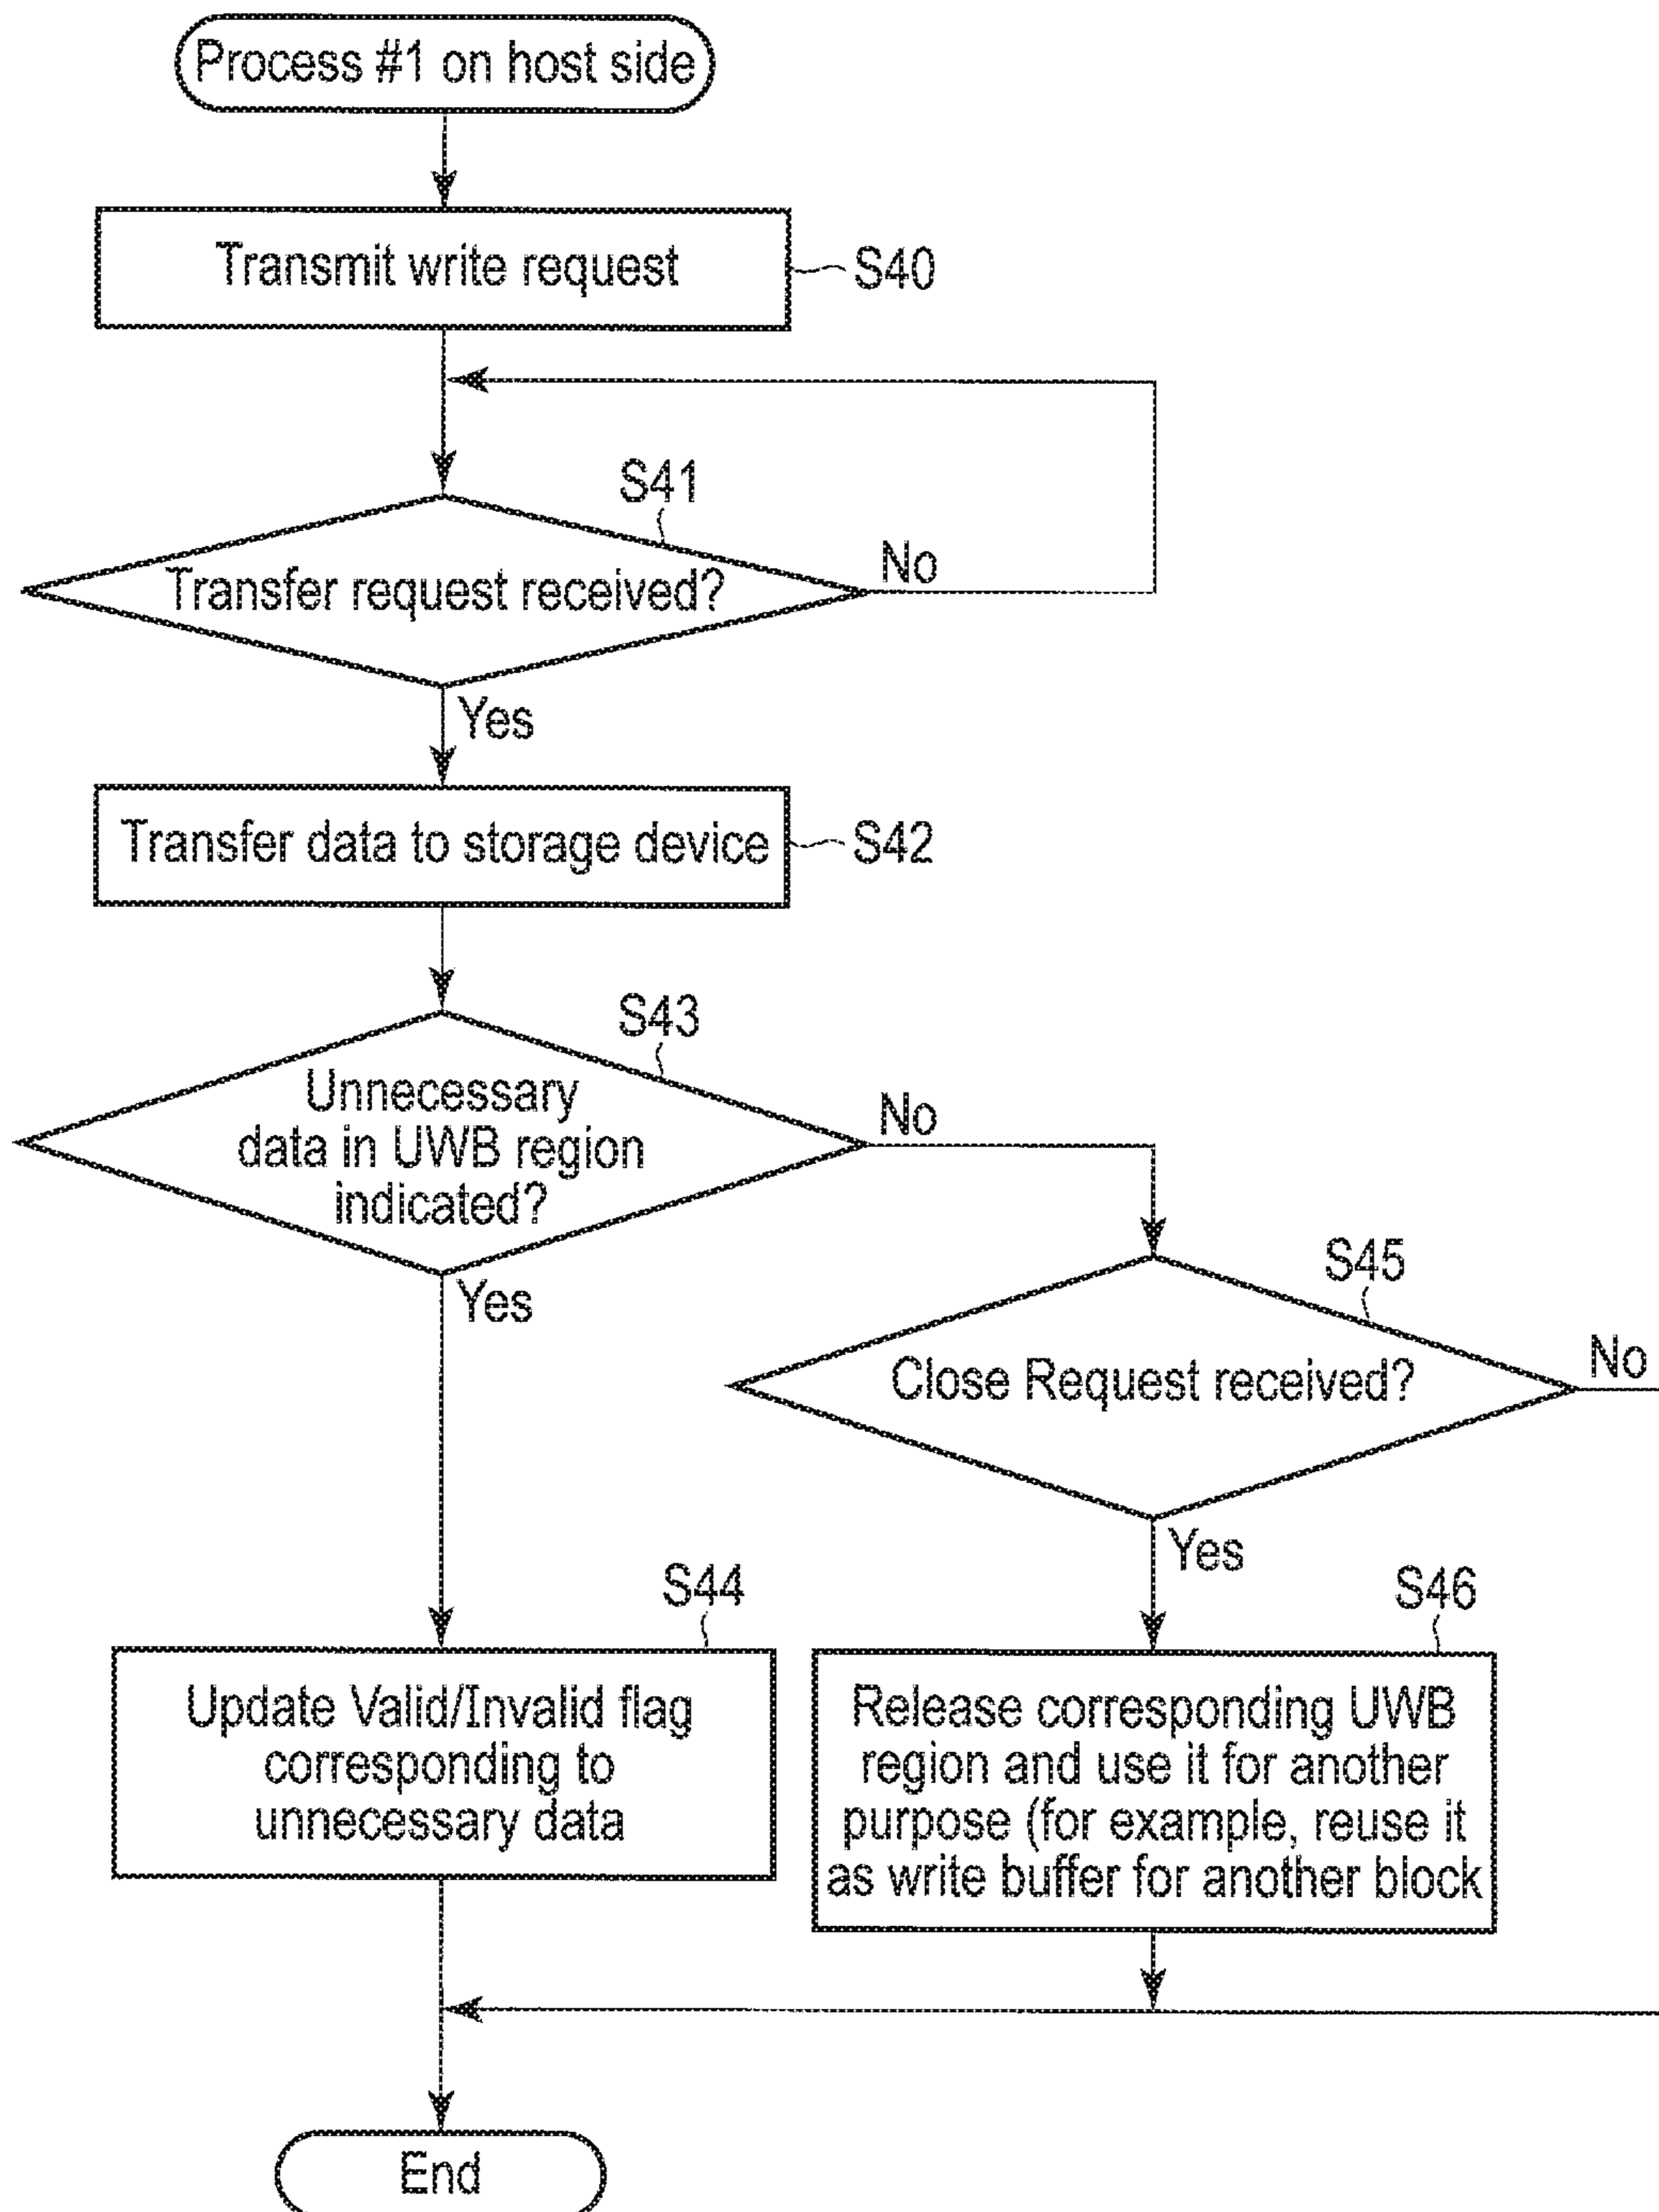 Process #1 on host side
Transmit write request
S40
S41
Transfer request received?
No
Yes
Transfer data to storage device
S42
S43
Unnecessary
data in UWB region
indicated?
No
Yes
S45
Close Request received?
No
Yes
S44
Update Valid/Invalid flag
corresponding to
unnecessary data
S46
Release corresponding UWB
region and use it for another
purpose (for example, reuse it
as write buffer for another block
End